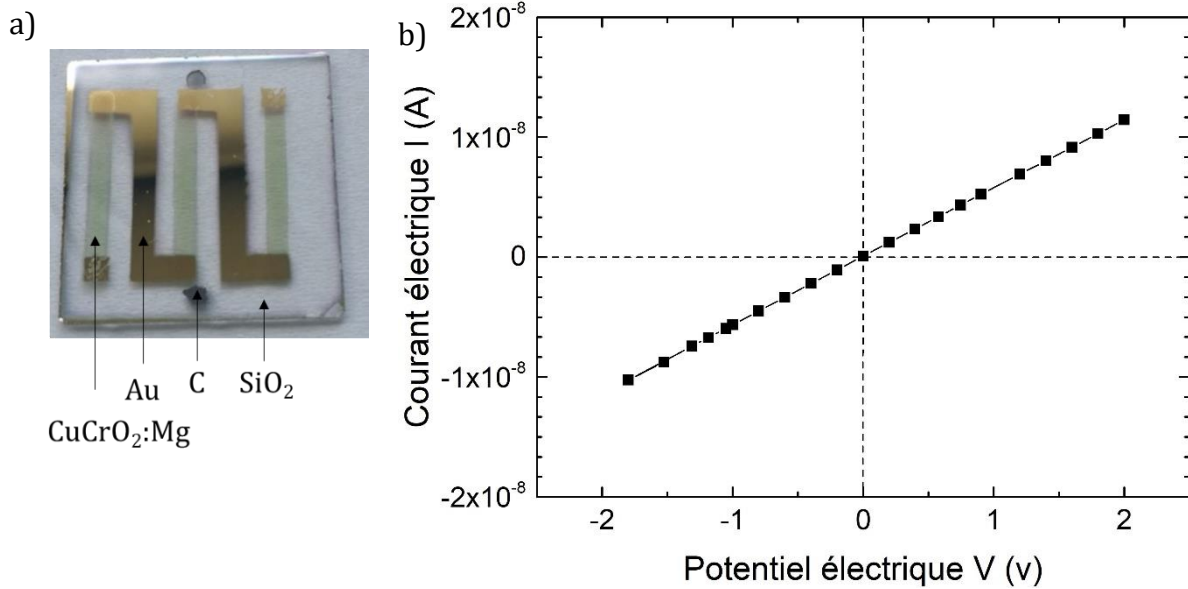 a)
Au
C
SiO₂
CuCrO₂:Mg
b)
Courant électrique I (A)
2x10⁻⁸
1x10⁻⁸
0
-1x10⁻⁸
-2x10⁻⁸
-2
-1
0
1
2
Potentiel électrique V (v)